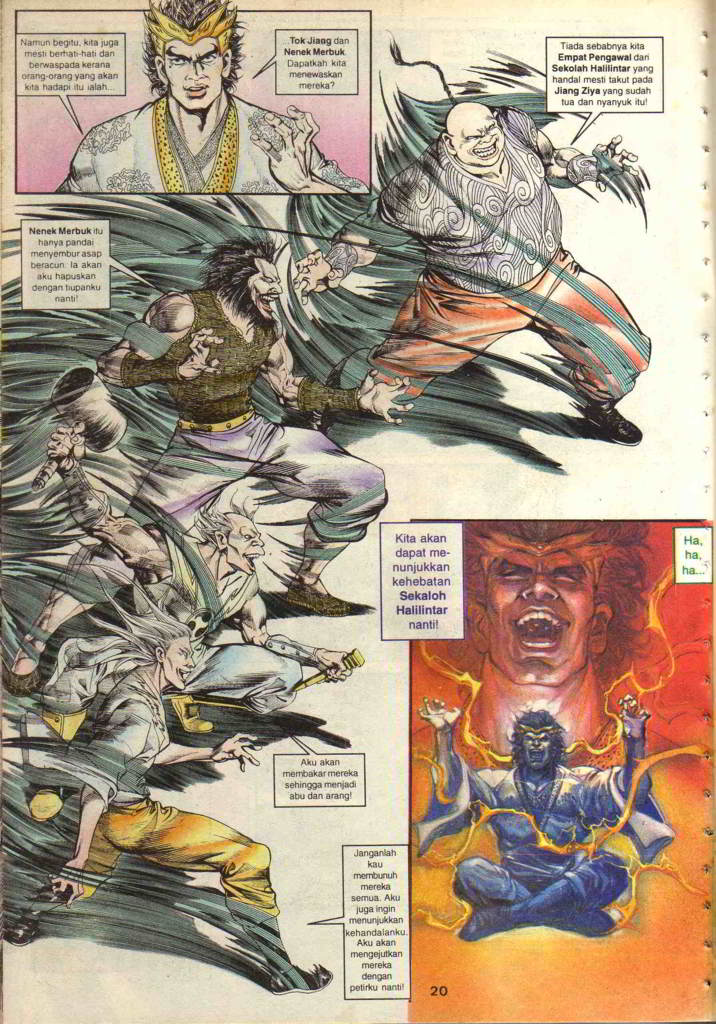 Namun begitu, kita juga
mesti berhati-hati dan
berwaspada kerana
orang-orang yang akan
kita hadapi itu ialah...
...Tok Jiang dan
Nenek Merbuk.
Dapatkah kita
menewaskan
mereka?
Tiada sebabnya kita
Empat Pengawal dari
Sekolah Halilintar yang
handal mesti takut pada
Jiang Ziya yang sudah
tua dan nyanyuk itu!
Nenek Merbuk itu
hanya pandai
menyembur asap
beracun. Ia akan
aku hapuskan
dengan tiupanku
nanti!
Kita akan
dapat me-
nunjukkan
kehebatan
Sekaloh
Halilintar
nanti!
Ha,
ha,
ha...
Aku akan
membakar mereka
sehingga menjadi
abu dan arang!
Janganlah
kau
membunuh
mereka
semua. Aku
juga ingin
menunjukkan
kehandalanku.
Aku akan
mengejutkan
mereka
dengan
petirku nanti!
20